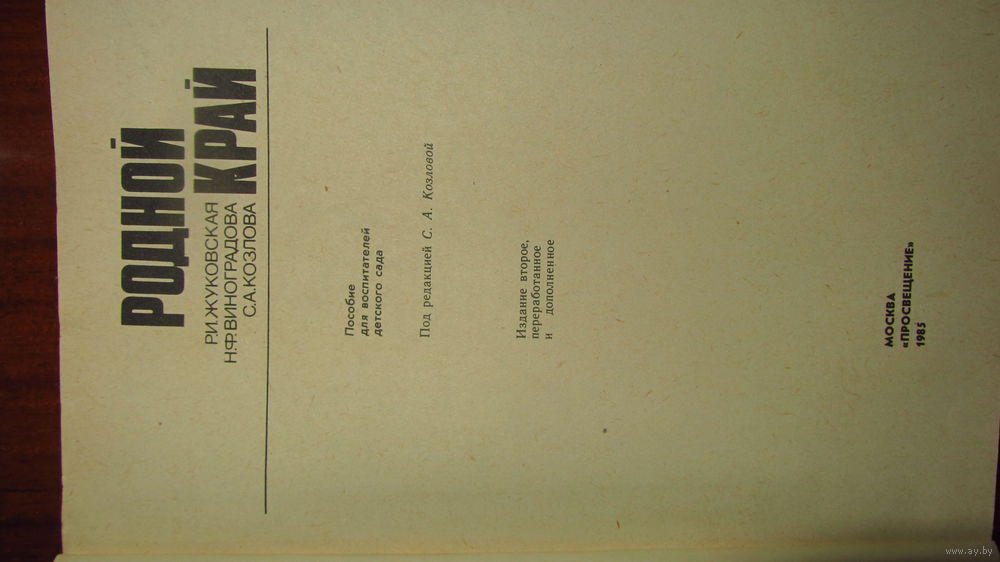 РОДНОЙ
КРАЙ
Р.И.ЖУКОВСКАЯ
Н.Ф.ВИНОГРАДОВА
С.А.КОЗЛОВА
Пособие
для воспитателей
детского сада
Под редакцией С. А. Козловой
Издание второе,
переработанное
и дополненное
МОСКВА
«ПРОСВЕЩЕНИЕ»
1985
www.ay.by